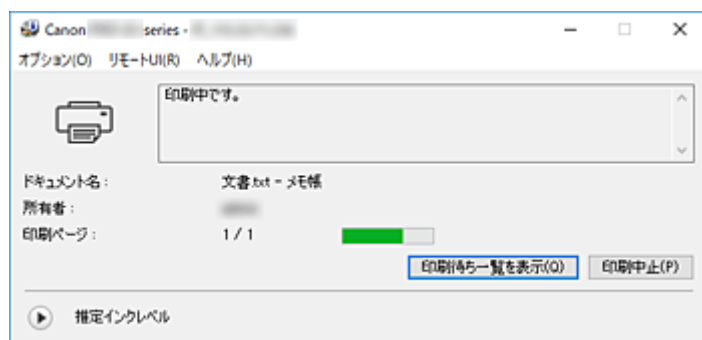 Canon series -
オプション(O) リモートUI(R) ヘルプ(H)
印刷中です。
ドキュメント名 : 文書.txt - メモ帳
所有者 :
印刷ページ : 1 / 1
印刷待ち一覧を表示(Q) 印刷中止(P)
推定インクレベル